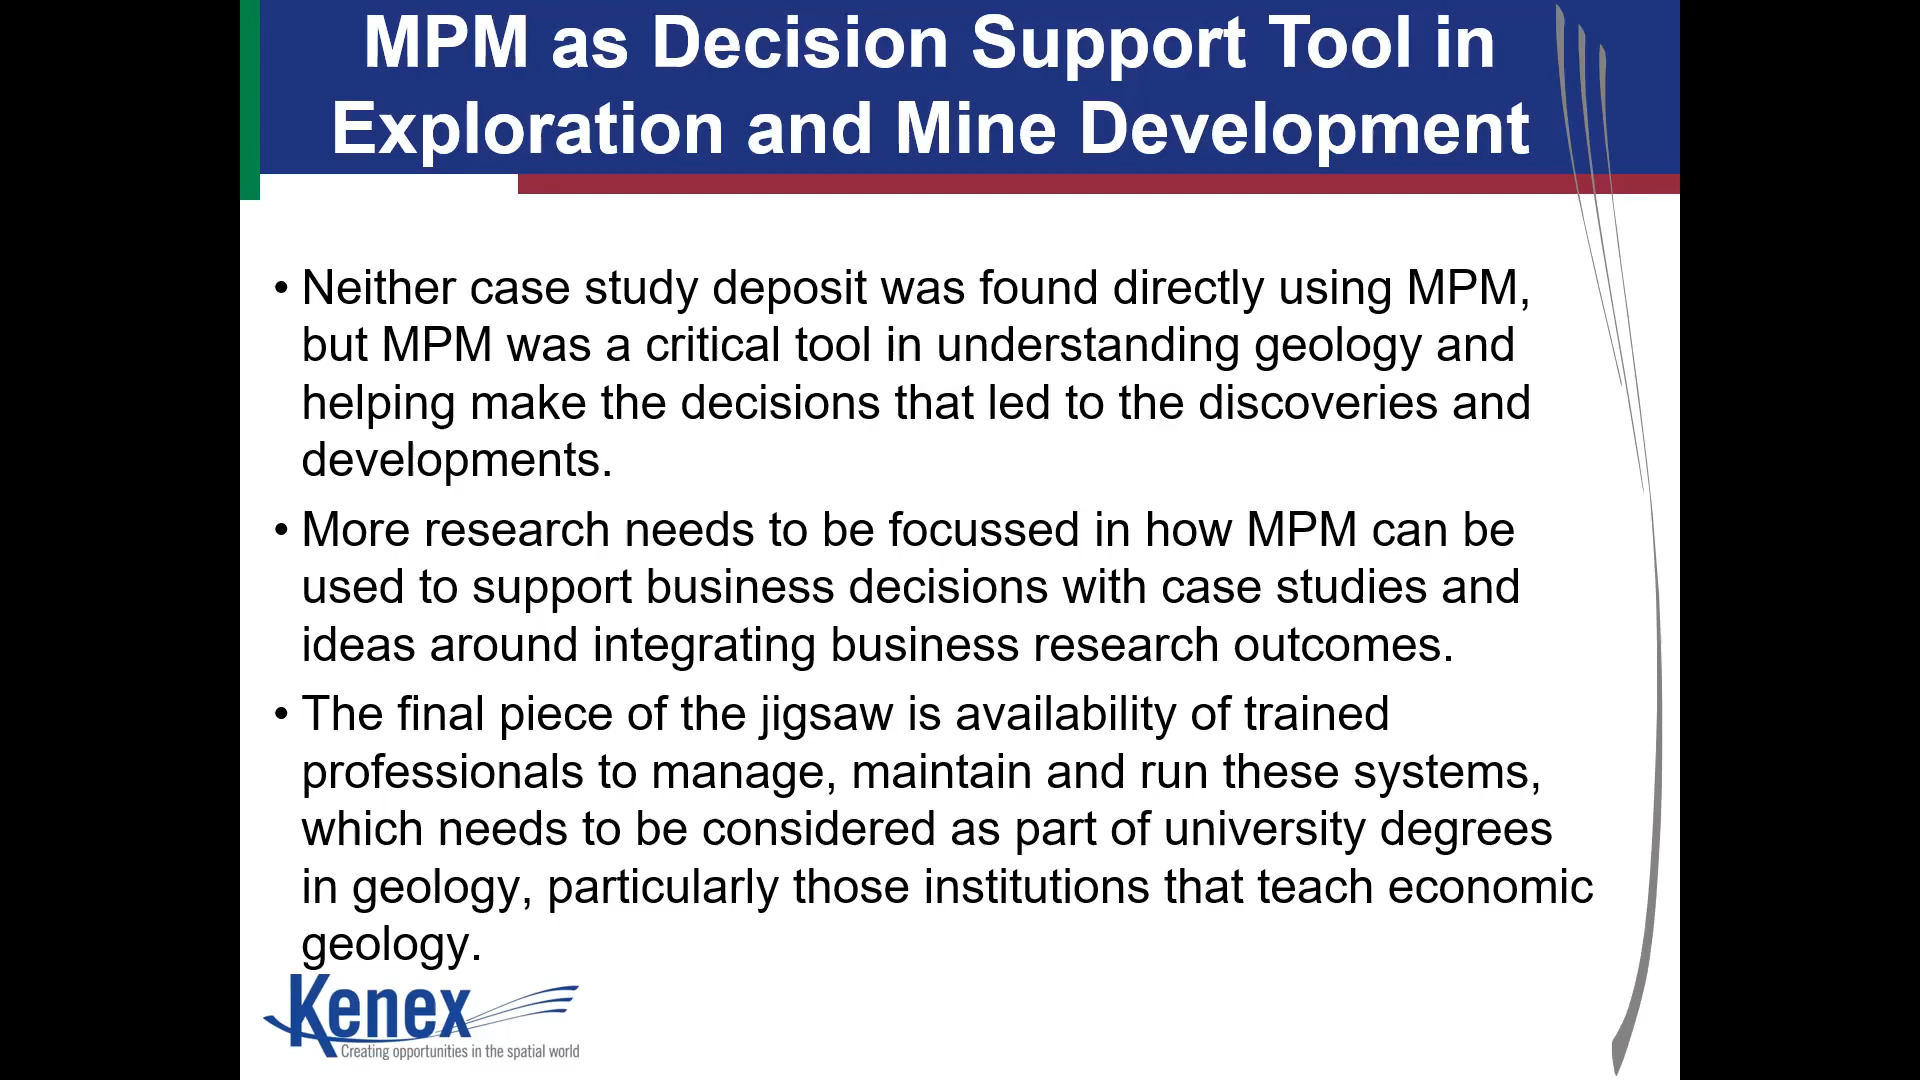 MPM as Decision Support Tool in
Exploration and Mine Development
• Neither case study deposit was found directly using MPM,
but MPM was a critical tool in understanding geology and
helping make the decisions that led to the discoveries and
developments.
• More research needs to be focussed in how MPM can be
used to support business decisions with case studies and
ideas around integrating business research outcomes.
• The final piece of the jigsaw is availability of trained
professionals to manage, maintain and run these systems,
which needs to be considered as part of university degrees
in geology, particularly those institutions that teach economic
geology.
Kenex
Creating opportunities in the spatial world